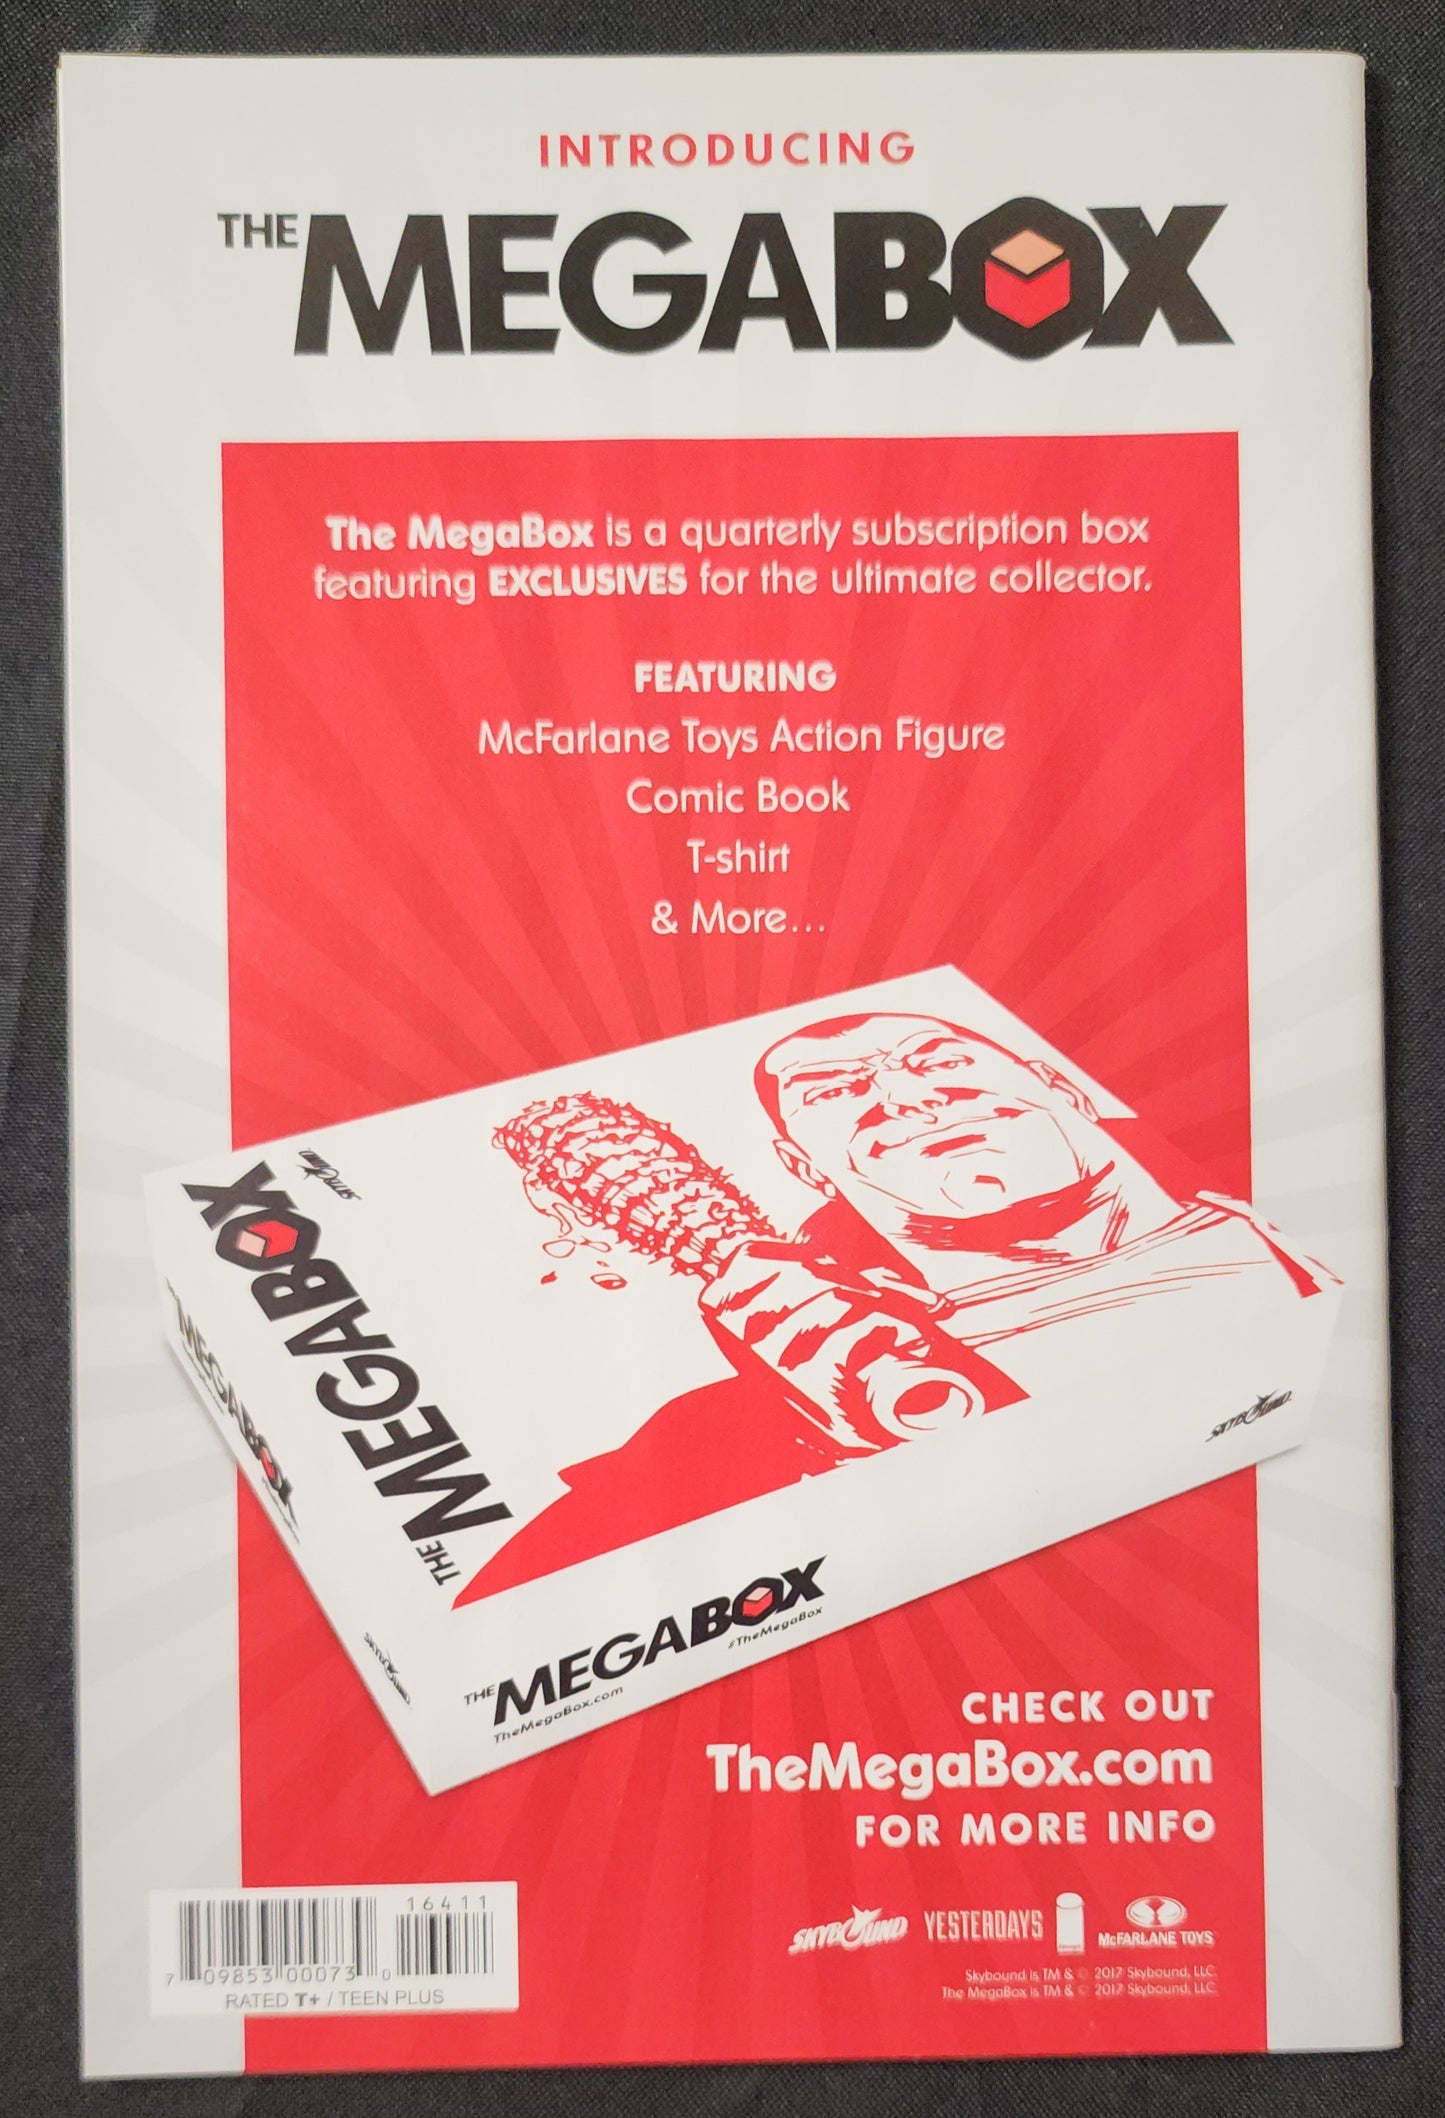 INTRODUCING
THE MEGABOX
The MegaBox is a quarterly subscription box
featuring EXCLUSIVES for the ultimate collector.
FEATURING
McFarlane Toys Action Figure
Comic Book
T-shirt
& More...
THE MEGABOX
MEGABOX
SKYBOUND
SKYBOUND
THE MEGABOX
#TheMegaBox
TheMegaBox.com
CHECK OUT
TheMegaBox.com
FOR MORE INFO
SKYBOUND YESTERDAYS i McFARLANE TOYS
Skybound is TM & © 2017 Skybound, LLC.
The MegaBox is TM & © 2017 Skybound, LLC.
16411
7 09853 00073 0
RATED T+ / TEEN PLUS